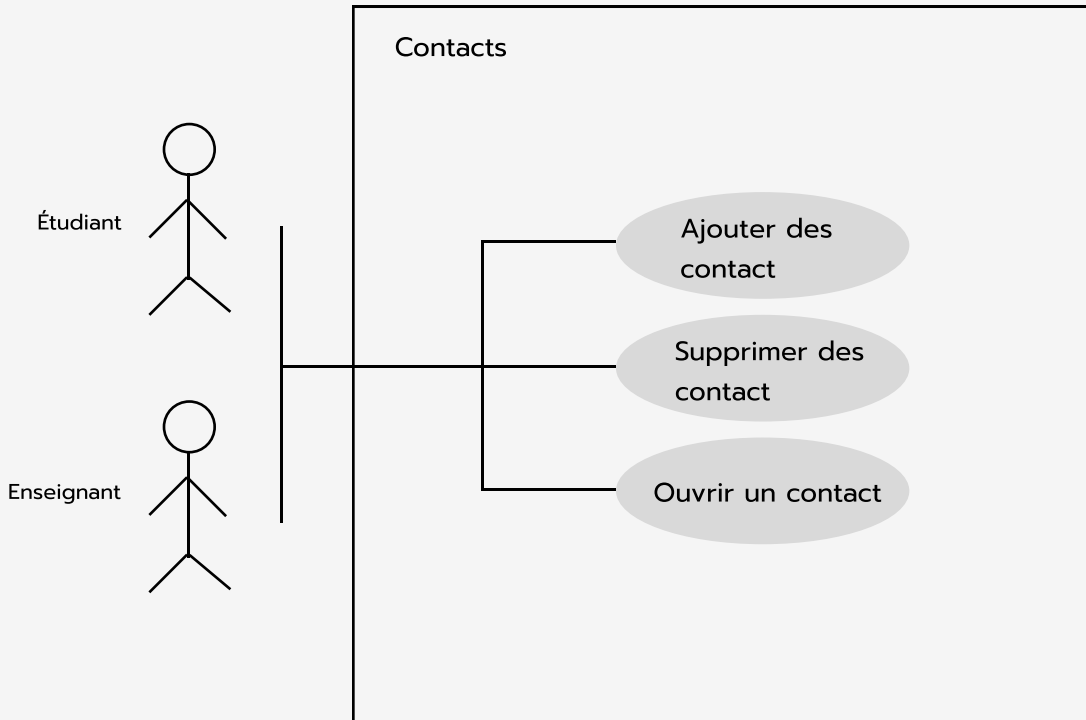 Contacts
Étudiant
Ajouter des
contact
Supprimer des
contact
Enseignant
Ouvrir un contact